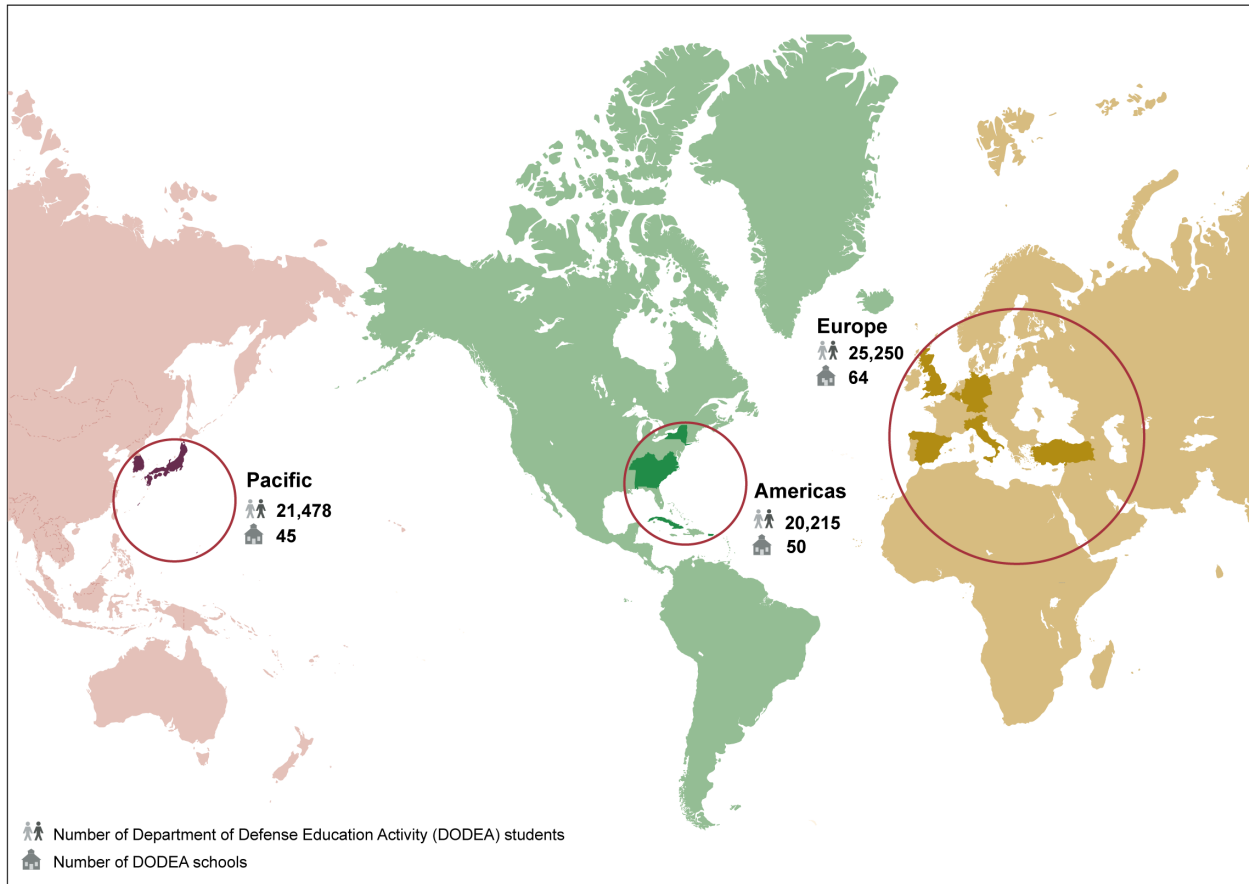 Europe
25,250
64
Pacific
21,478
45
Americas
20,215
50
Number of Department of Defense Education Activity (DODEA) students
Number of DODEA schools